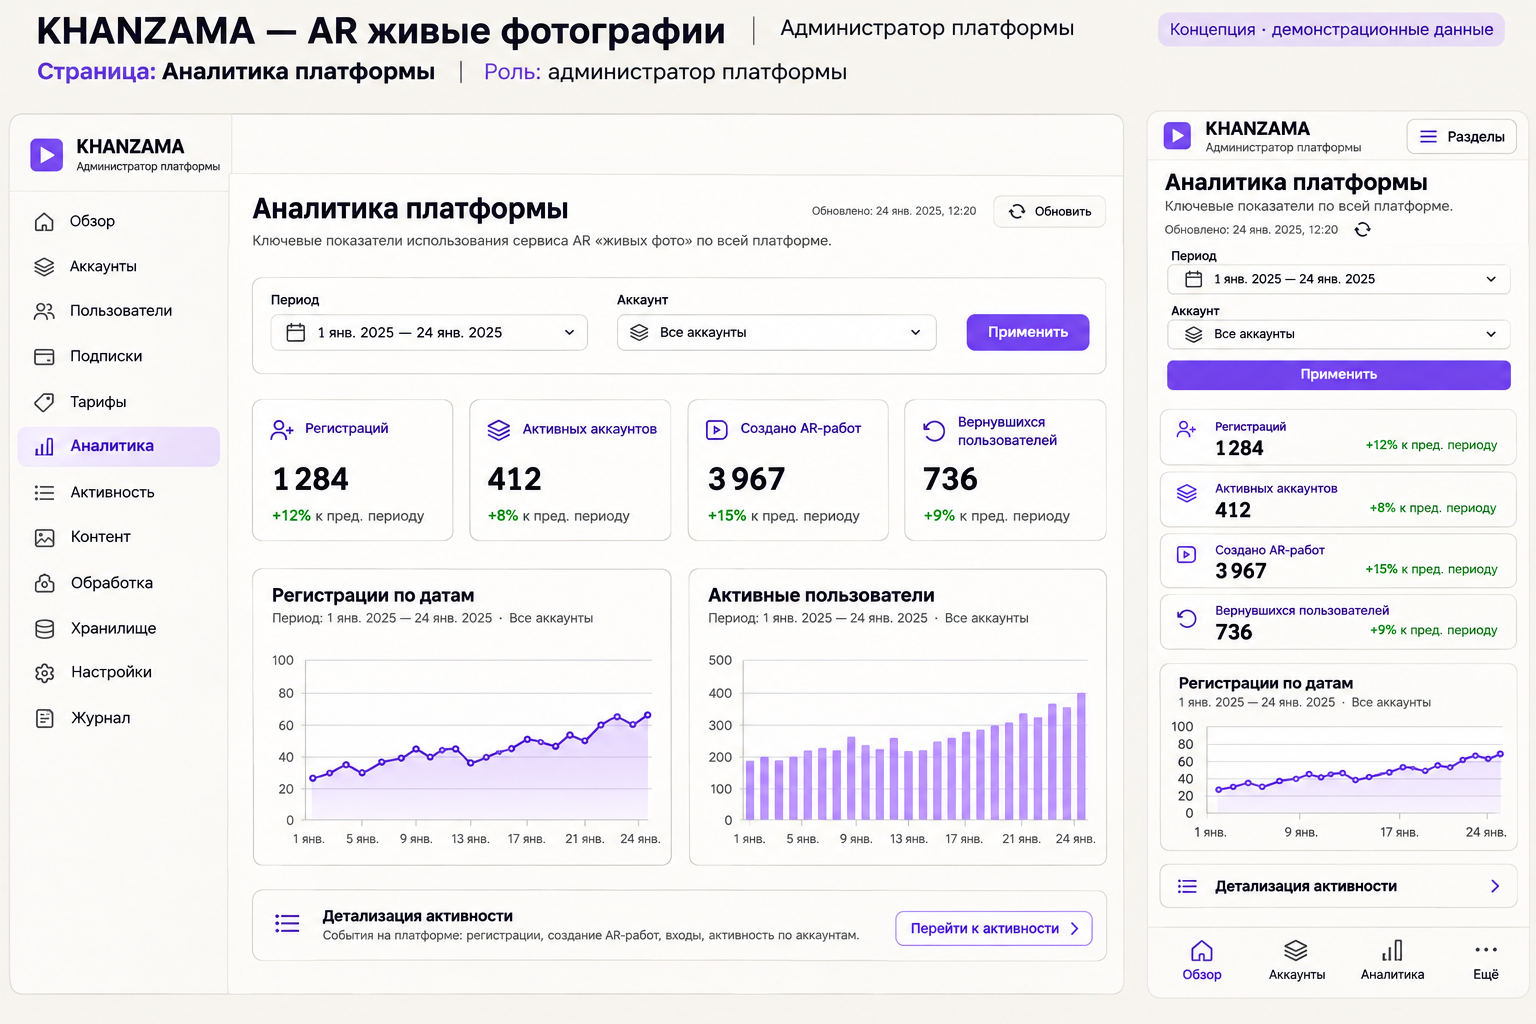 KHANZAMA — AR живые фотографии | Администратор платформы
Концепция · демонстрационные данные
Страница: Аналитика платформы | Роль: администратор платформы
KHANZAMA
Администратор платформы
Обзор
Аккаунты
Пользователи
Подписки
Тарифы
Аналитика
Активность
Контент
Обработка
Хранилище
Настройки
Журнал
Аналитика платформы
Обновлено: 24 янв. 2025, 12:20
Обновить
Ключевые показатели использования сервиса AR «живых фото» по всей платформе.
Период
1 янв. 2025 — 24 янв. 2025
Аккаунт
Все аккаунты
Применить
Регистраций
1 284
+12% к пред. периоду
Активных аккаунтов
412
+8% к пред. периоду
Создано AR-работ
3 967
+15% к пред. периоду
Вернувшихся
пользователей
736
+9% к пред. периоду
Регистрации по датам
Период: 1 янв. 2025 — 24 янв. 2025 · Все аккаунты
100
80
60
40
20
0
1 янв. 5 янв. 9 янв. 13 янв. 17 янв. 21 янв. 24 янв.
Активные пользователи
Период: 1 янв. 2025 — 24 янв. 2025 · Все аккаунты
500
400
300
200
100
0
1 янв. 5 янв. 9 янв. 13 янв. 17 янв. 21 янв. 24 янв.
Детализация активности
События на платформе: регистрации, создание AR-работ, входы, активность по аккаунтам.
Перейти к активности
KHANZAMA
Администратор платформы
Разделы
Аналитика платформы
Ключевые показатели по всей платформе.
Обновлено: 24 янв. 2025, 12:20
Период
1 янв. 2025 — 24 янв. 2025
Аккаунт
Все аккаунты
Применить
Регистраций
1 284
+12% к пред. периоду
Активных аккаунтов
412
+8% к пред. периоду
Создано AR-работ
3 967
+15% к пред. периоду
Вернувшихся пользователей
736
+9% к пред. периоду
Регистрации по датам
1 янв. 2025 — 24 янв. 2025 · Все аккаунты
100
80
60
40
20
0
1 янв. 9 янв. 17 янв. 24 янв.
Детализация активности
Обзор
Аккаунты
Аналитика
Ещё